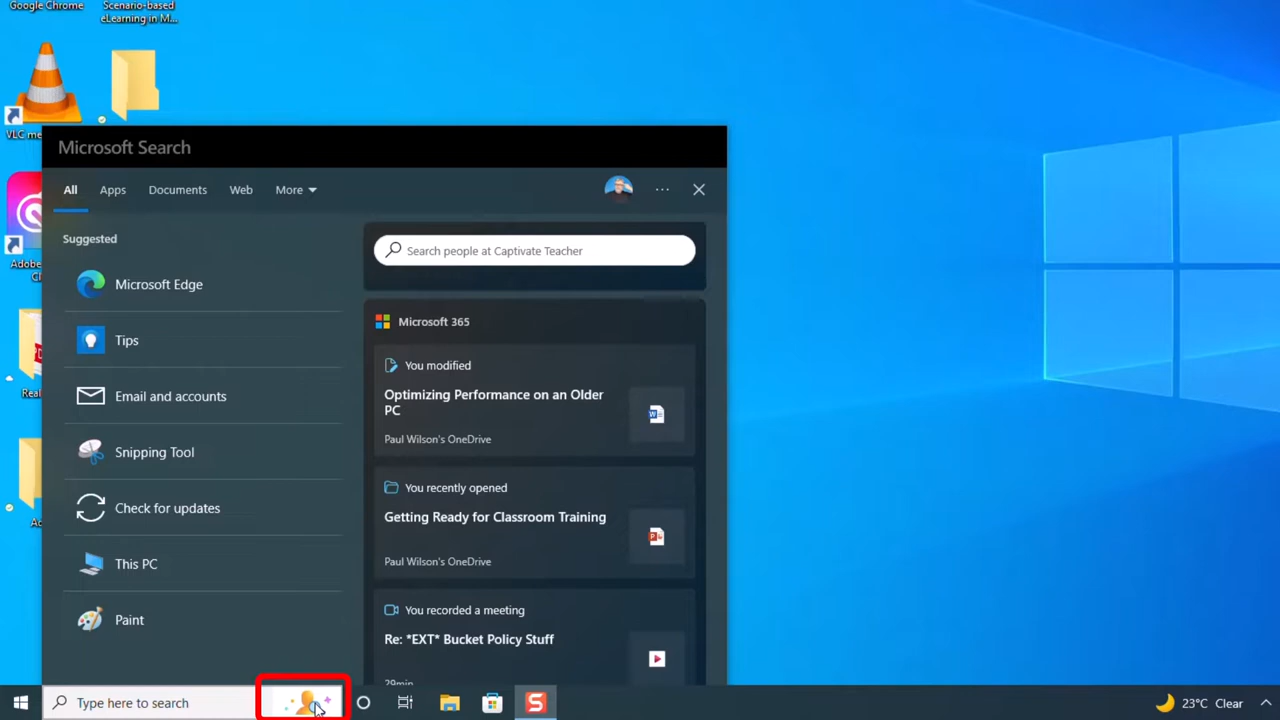 Google Chrome
Scenario-based
eLearning in M...
VLC me
Microsoft Search
All Apps Documents Web More
Suggested
Microsoft Edge
Tips
Email and accounts
Snipping Tool
Check for updates
This PC
Paint
Search people at Captivate Teacher
Microsoft 365
You modified
Optimizing Performance on an Older
PC
Paul Wilson's OneDrive
You recently opened
Getting Ready for Classroom Training
Paul Wilson's OneDrive
You recorded a meeting
Re: *EXT* Bucket Policy Stuff
29min
Adobe
Real
Type here to search
23°C Clear